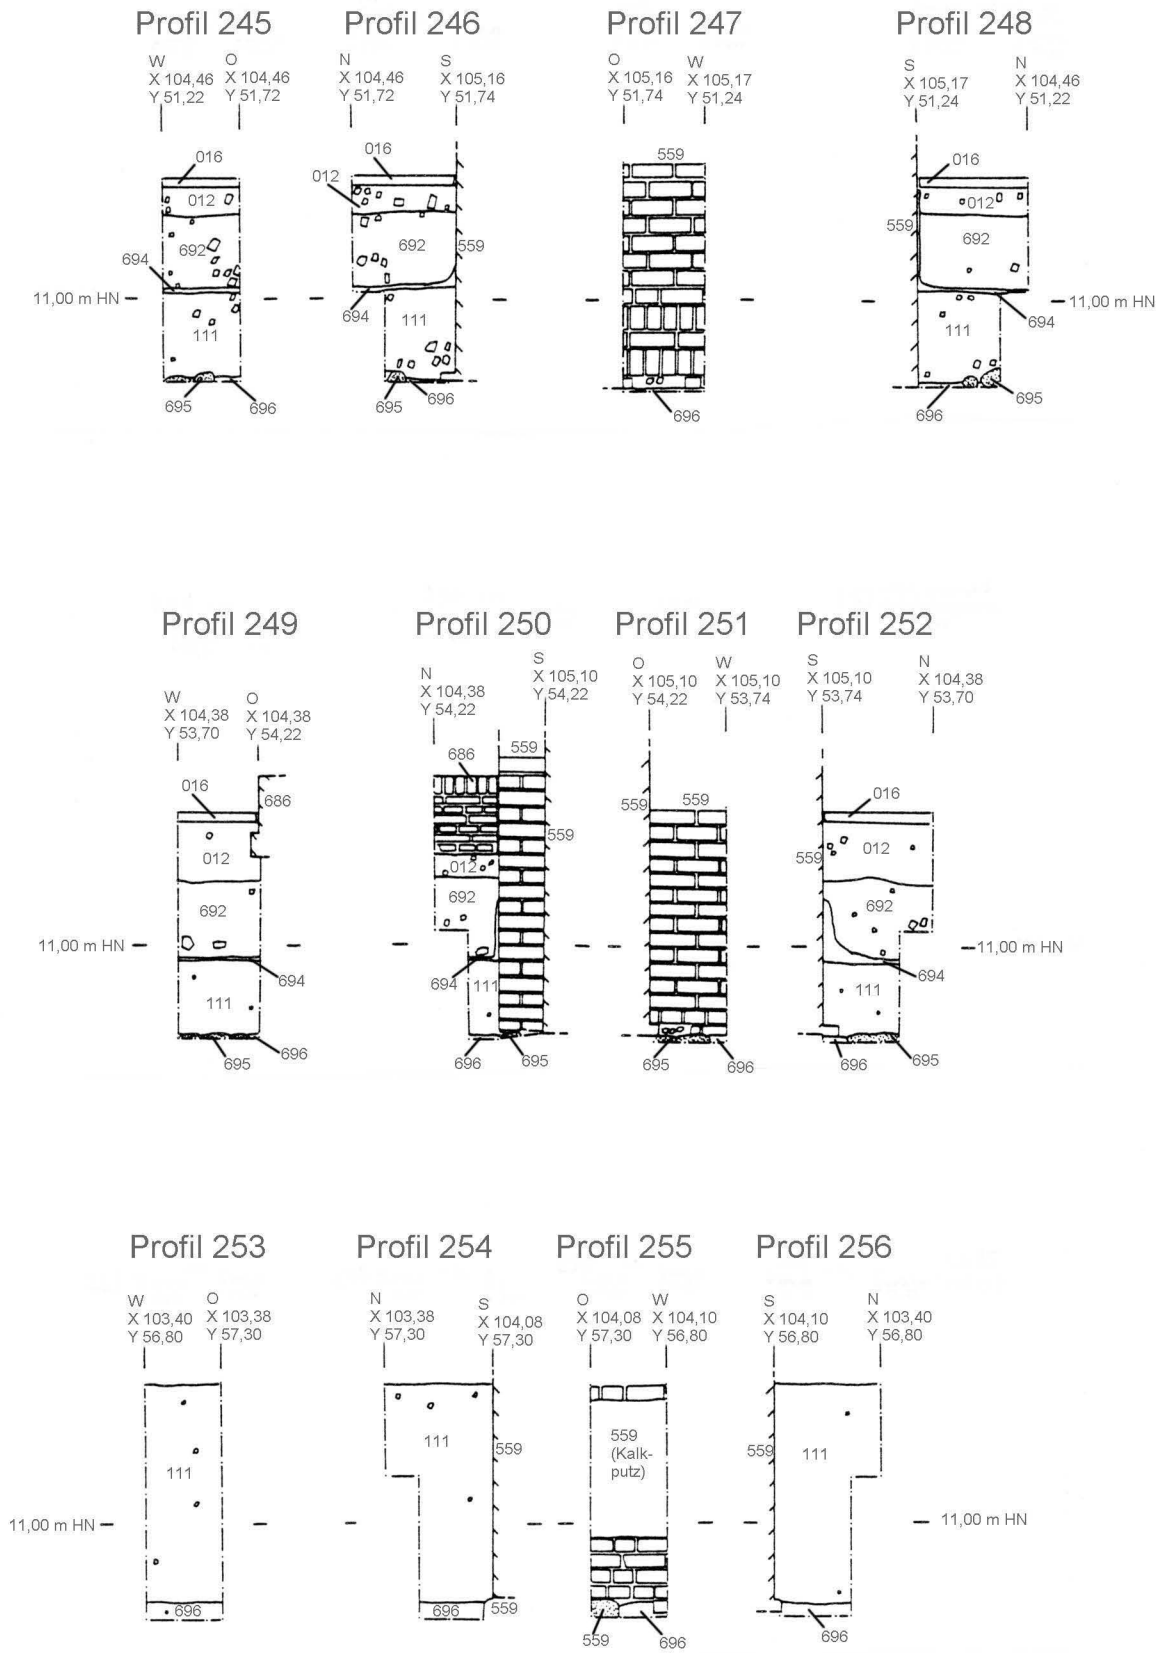 Profil 245
W
X 104,46
Y 51,22
O
X 104,46
Y 51,72
016
012
692
694
11,00 m HN
111
695
696
Profil 246
N
X 104,46
Y 51,72
S
X 105,16
Y 51,74
016
012
692
559
694
111
695
696
Profil 247
O
X 105,16
Y 51,74
W
X 105,17
Y 51,24
559
696
Profil 248
S
X 105,17
Y 51,24
N
X 104,46
Y 51,22
016
012
559
692
11,00 m HN
694
111
696
695
Profil 249
W
X 104,38
Y 53,70
O
X 104,38
Y 54,22
016
686
012
692
11,00 m HN
694
111
695
696
Profil 250
N
X 104,38
Y 54,22
S
X 105,10
Y 54,22
559
686
559
012
692
694
111
696
695
Profil 251
O
X 105,10
Y 54,22
W
X 105,10
Y 53,74
559
559
695
696
Profil 252
S
X 105,10
Y 53,74
N
X 104,38
Y 53,70
016
012
559
692
11,00 m HN
694
111
696
695
Profil 253
W
X 103,40
Y 56,80
O
X 103,38
Y 57,30
111
11,00 m HN
696
Profil 254
N
X 103,38
Y 57,30
S
X 104,08
Y 57,30
111
559
696
559
Profil 255
O
X 104,08
Y 57,30
W
X 104,10
Y 56,80
559
(Kalk-
putz)
559
696
Profil 256
S
X 104,10
Y 56,80
N
X 103,40
Y 56,80
559
111
11,00 m HN
696